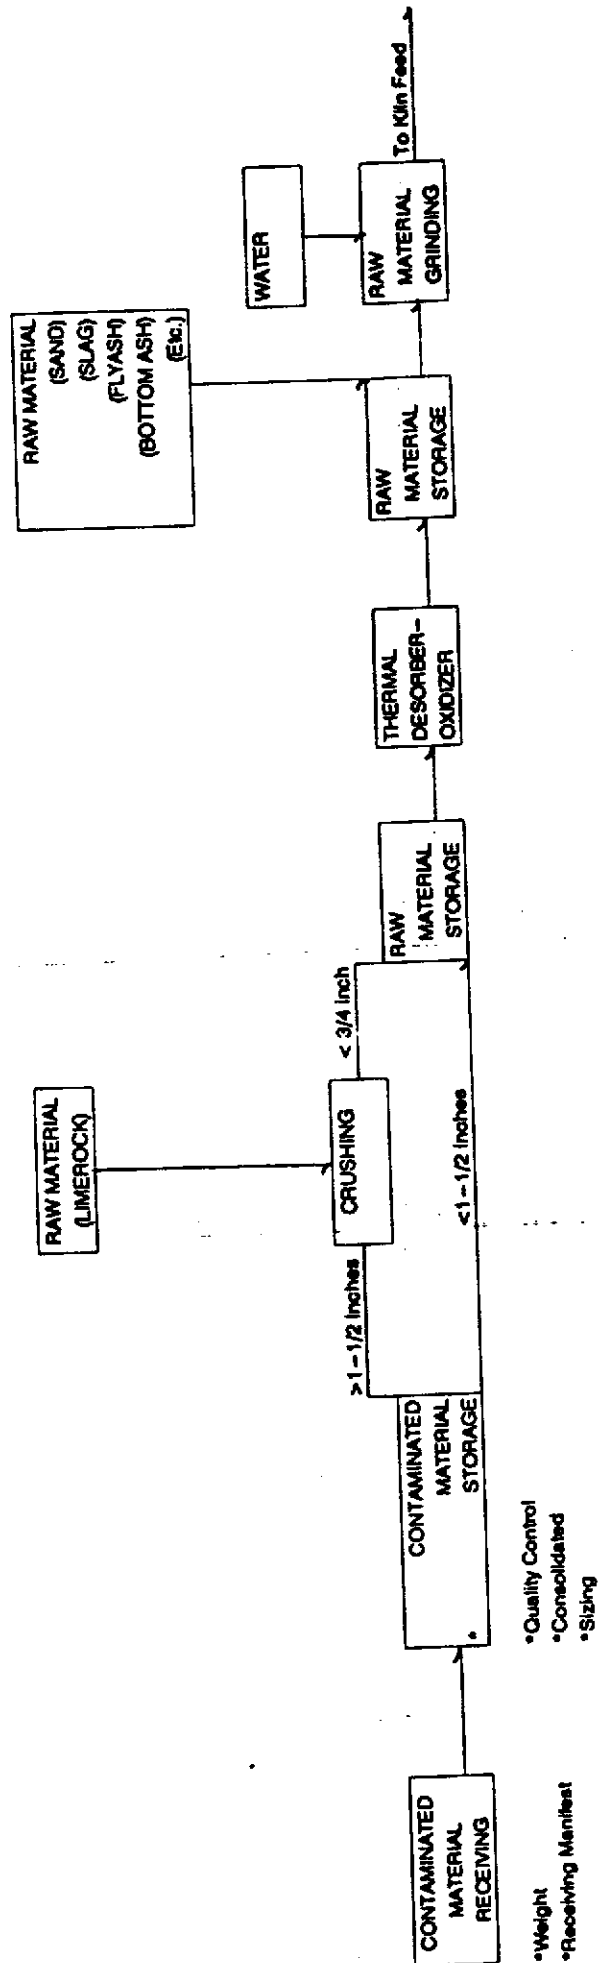 CONTAMINATED
MATERIAL
RECEIVING
*Weight
*Receiving Manifest
CONTAMINATED
MATERIAL
STORAGE
*
*Quality Control
*Consolidated
*Sizing
>1-1/2 Inches
<1-1/2 Inches
RAW MATERIAL
(LIMEROCK)
CRUSHING
< 3/4 Inch
RAW
MATERIAL
STORAGE
THERMAL
DESORBER-
OXIDIZER
RAW MATERIAL
(SAND)
(SLAG)
(FLYASH)
(BOTTOM ASH)
(Etc.)
RAW
MATERIAL
STORAGE
WATER
RAW
MATERIAL
GRINDING
To Kiln Feed